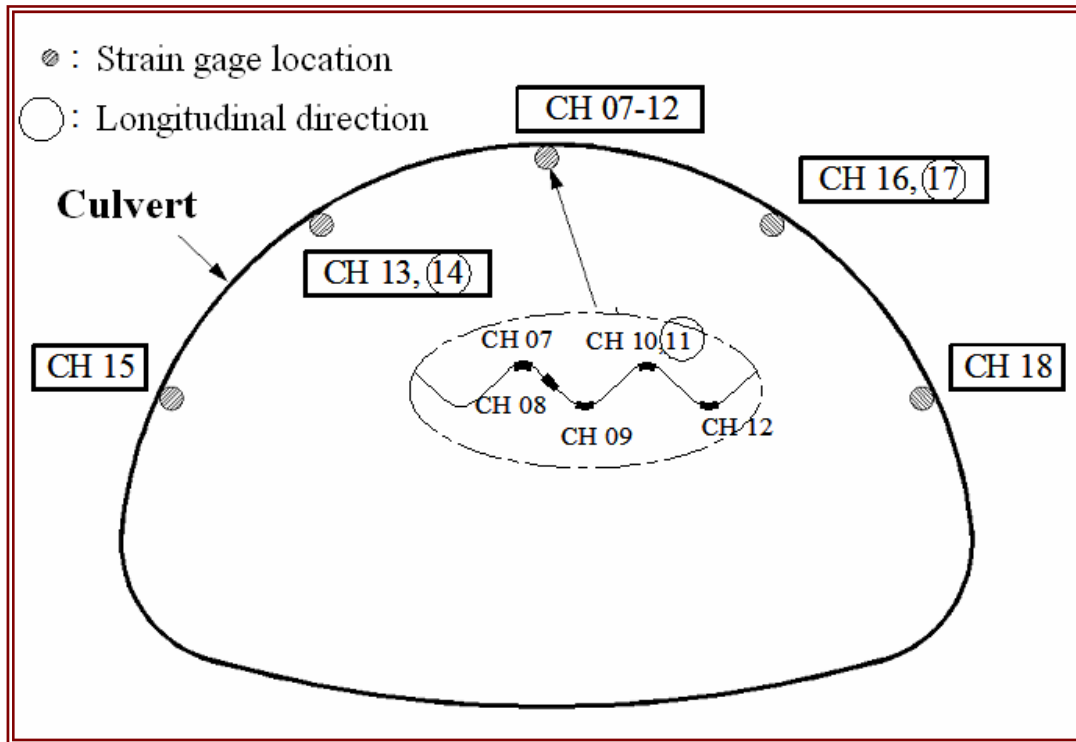 : Strain gage location
: Longitudinal direction
CH 07-12
CH 16, 17
Culvert
CH 13, 14
CH 07
CH 10, 11
CH 15
CH 18
CH 08
CH 09
CH 12